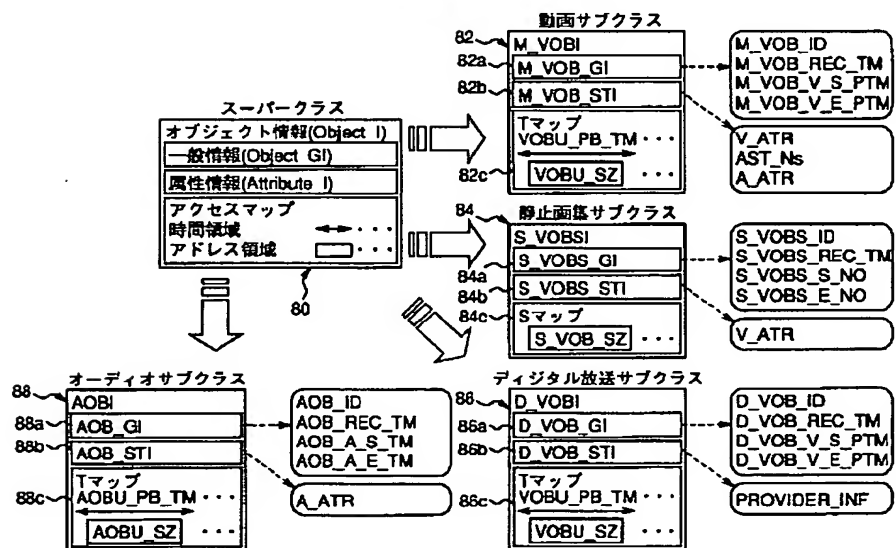 スーパークラス
オブジェクト情報(Object_I)
一般情報(Object_GI)
属性情報(Attribute_I)
アクセスマップ
時間領域 ・・・
アドレス領域 ・・・
80
動画サブクラス
82
M_VOBI
82a
M_VOB_GI
82b
M_VOB_STI
Tマップ
VOBU_PB_TM ・・・
82c
VOBU_SZ ・・・
M_VOB_ID
M_VOB_REC_TM
M_VOB_V_S_PTM
M_VOB_V_E_PTM
V_ATR
AST_Ns
A_ATR
静止画集サブクラス
84
S_VOBSI
84a
S_VOBS_GI
84b
S_VOBS_STI
84c
Sマップ
S_VOB_SZ ・・・
S_VOBS_ID
S_VOBS_REC_TM
S_VOBS_S_NO
S_VOBS_E_NO
V_ATR
オーディオサブクラス
88
AOBI
88a
AOB_GI
88b
AOB_STI
Tマップ
88c
AOBU_PB_TM ・・・
AOBU_SZ ・・・
AOB_ID
AOB_REC_TM
AOB_A_S_TM
AOB_A_E_TM
A_ATR
ディジタル放送サブクラス
86
D_VOBI
86a
D_VOB_GI
86b
D_VOB_STI
Tマップ
86c
VOBU_PB_TM ・・・
VOBU_SZ ・・・
D_VOB_ID
D_VOB_REC_TM
D_VOB_V_S_PTM
D_VOB_V_E_PTM
PROVIDER_INF